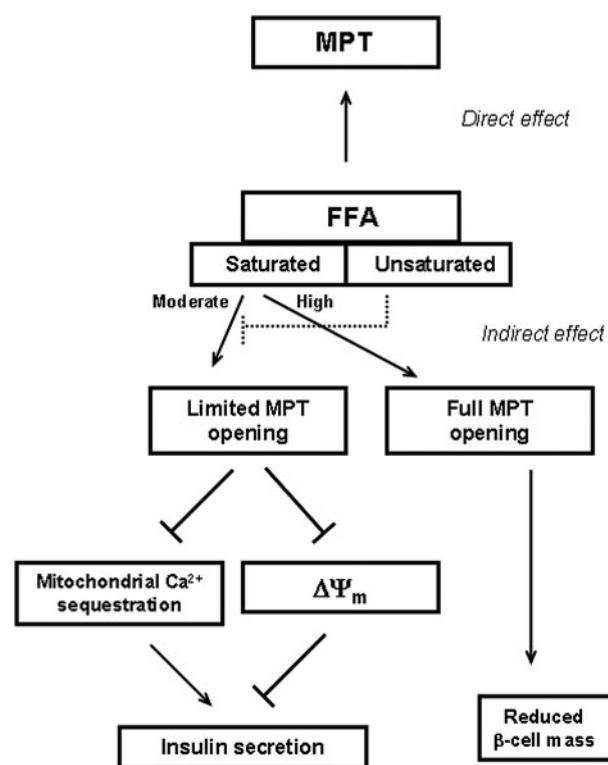 MPT
Direct effect
FFA
Saturated Unsaturated
Moderate High
Indirect effect
Limited MPT
opening
Full MPT
opening
Mitochondrial Ca²⁺
sequestration
ΔΨₘ
Insulin secretion
Reduced
β-cell mass